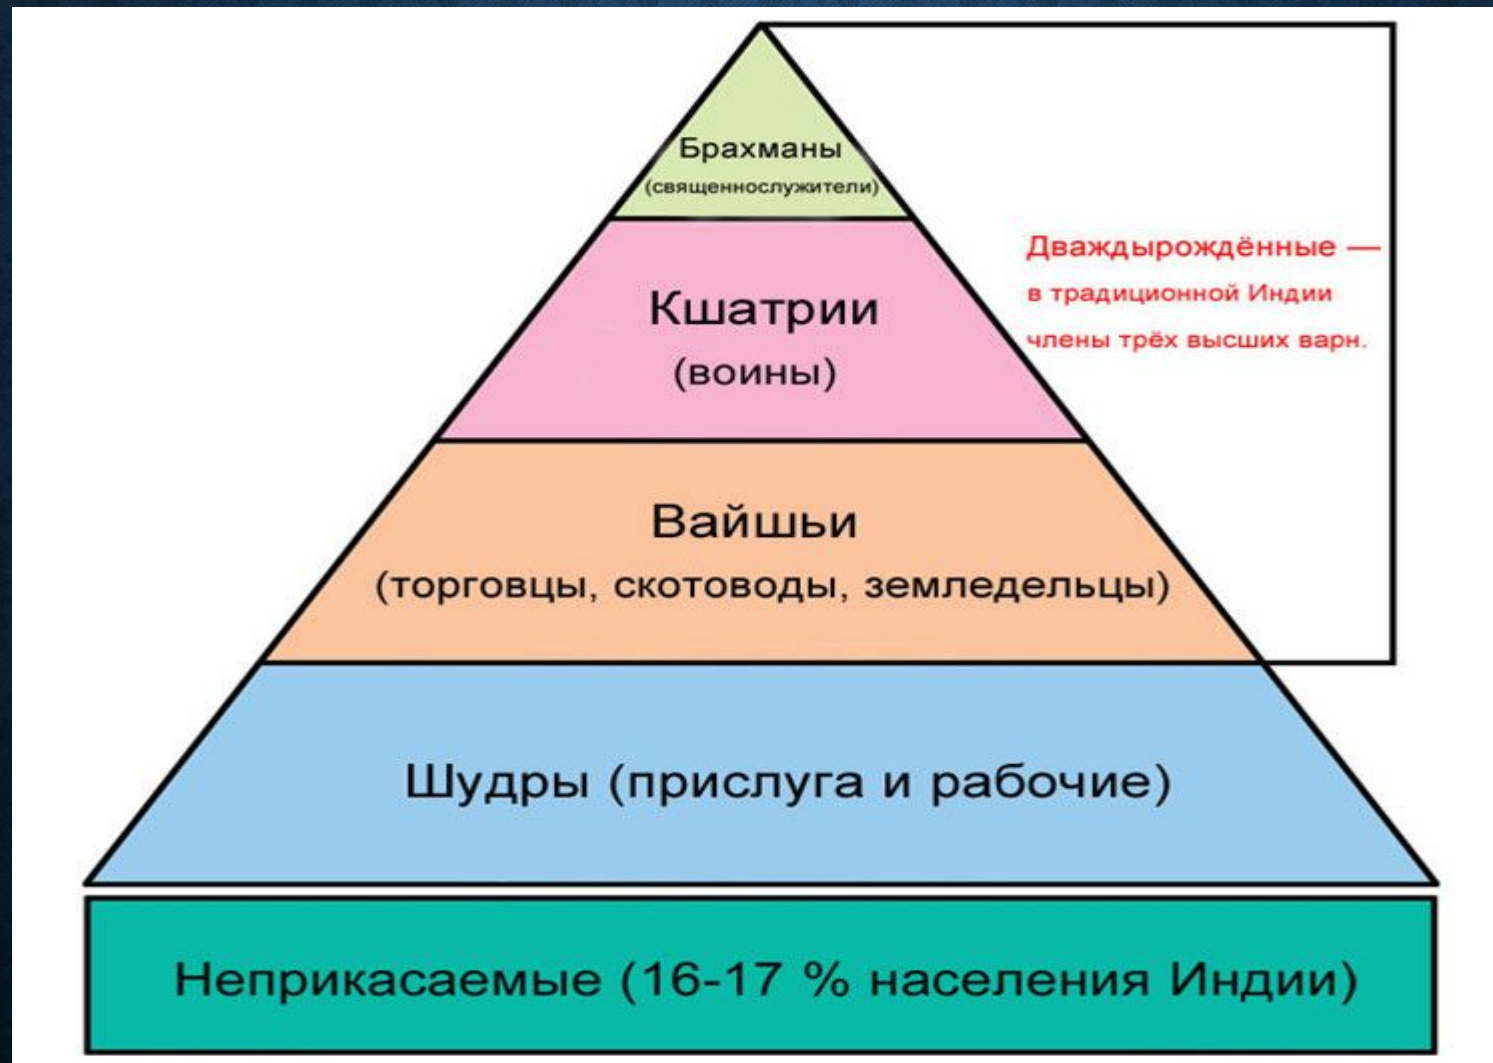 Брахманы
(священнослужители)
Кшатрии
(воины)
Дваждырождённые —
в традиционной Индии
члены трёх высших варн.
Вайшьи
(торговцы, скотоводы, земледельцы)
Шудры (прислуга и рабочие)
Неприкасаемые (16-17 % населения Индии)